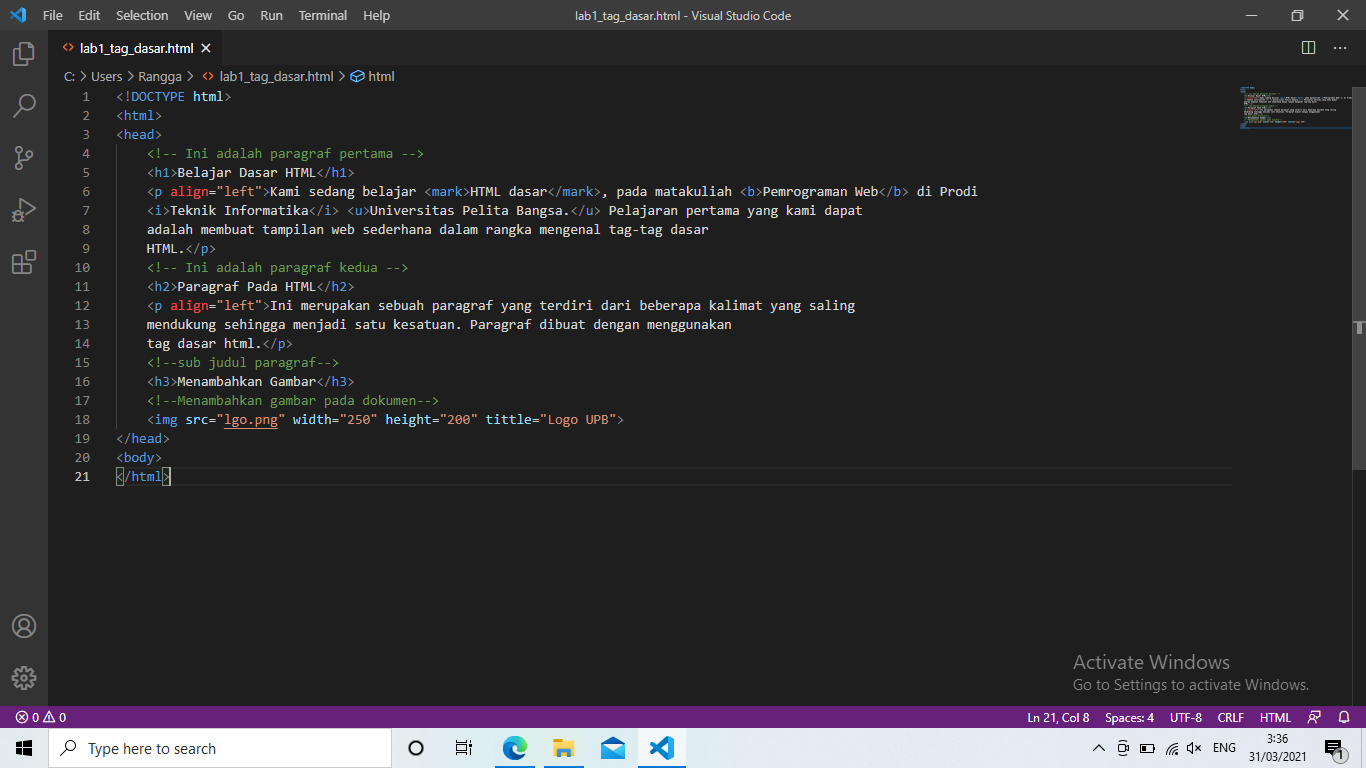 File Edit Selection View Go Run Terminal Help lab1_tag_dasar.html - Visual Studio Code
lab1_tag_dasar.html
C: > Users > Rangga > lab1_tag_dasar.html > html
1 <!DOCTYPE html>
2 <html>
3 <head>
4 <!-- Ini adalah paragraf pertama -->
5 <h1>Belajar Dasar HTML</h1>
6 <p align="left">Kami sedang belajar <mark>HTML dasar</mark>, pada matakuliah <b>Pemrograman Web</b> di Prodi
7 <i>Teknik Informatika</i> <u>Universitas Pelita Bangsa.</u> Pelajaran pertama yang kami dapat
8 adalah membuat tampilan web sederhana dalam rangka mengenal tag-tag dasar
9 HTML.</p>
10 <!-- Ini adalah paragraf kedua -->
11 <h2>Paragraf Pada HTML</h2>
12 <p align="left">Ini merupakan sebuah paragraf yang terdiri dari beberapa kalimat yang saling
13 mendukung sehingga menjadi satu kesatuan. Paragraf dibuat dengan menggunakan
14 tag dasar html.</p>
15 <!--sub judul paragraf-->
16 <h3>Menambahkan Gambar</h3>
17 <!--Menambahkan gambar pada dokumen-->
18 <img src="lgo.png" width="250" height="200" tittle="Logo UPB">
19 </head>
20 <body>
21 </html>
Activate Windows
Go to Settings to activate Windows.
0 0 Ln 21, Col 8 Spaces: 4 UTF-8 CRLF HTML
Type here to search ENG 3:36
31/03/2021 1